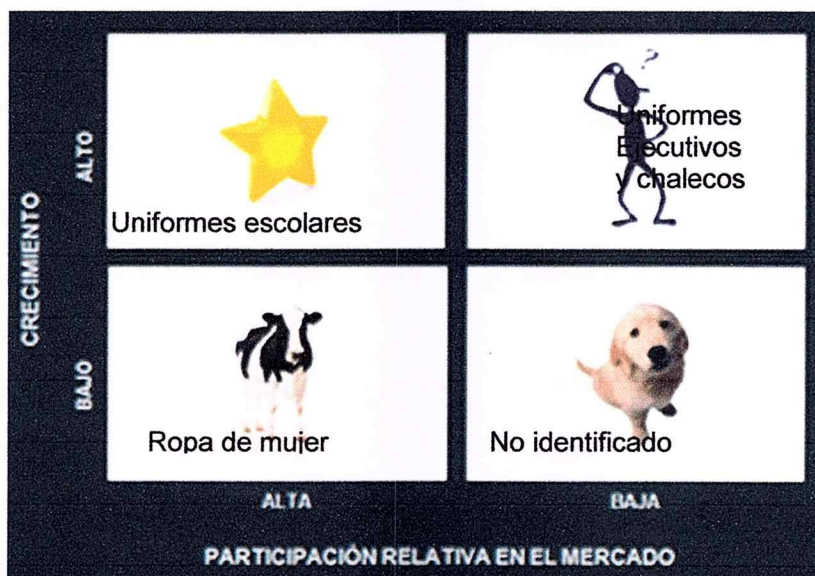 CRECIMIENTO
ALTO
Uniformes escolares
?
Uniformes
Ejecutivos
y chalecos
BAJO
Ropa de mujer
No identificado
ALTA
BAJA
PARTICIPACIÓN RELATIVA EN EL MERCADO